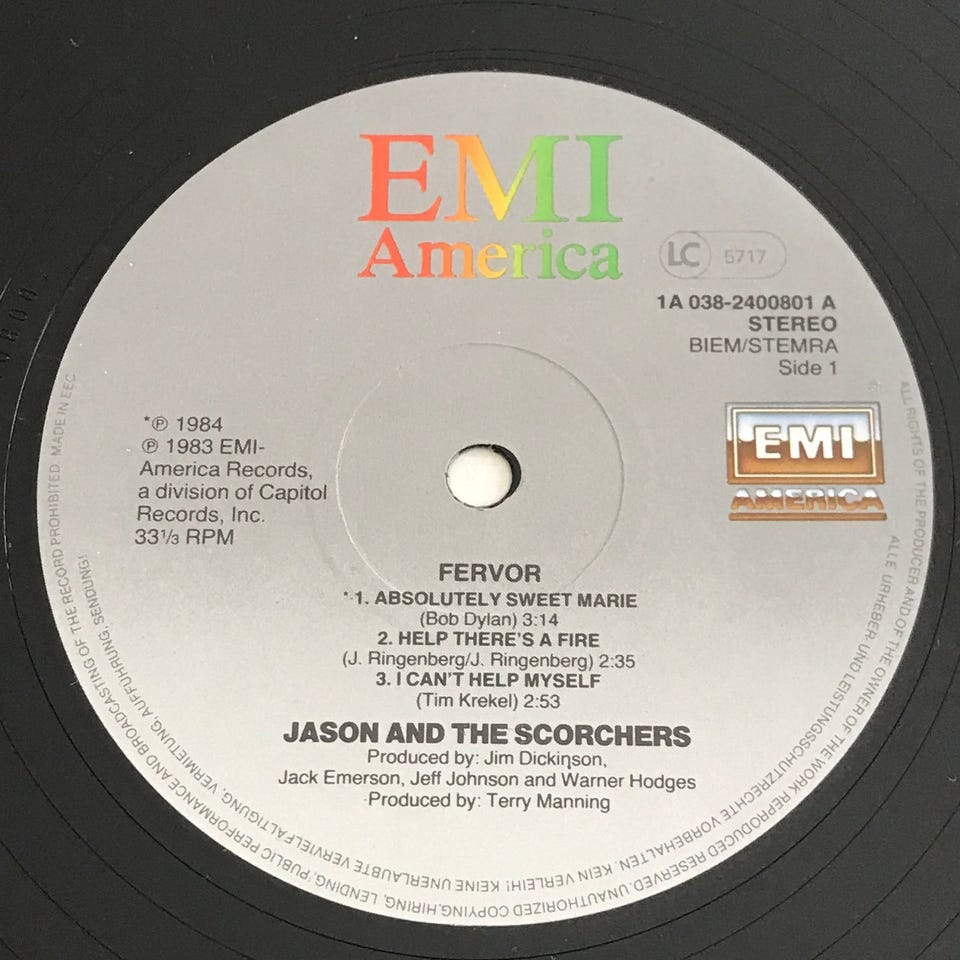 EMI
America
LC 5717
1A 038-2400801 A
STEREO
BIEM/STEMRA
Side 1
*℗ 1984
℗ 1983 EMI-
America Records,
a division of Capitol
Records, Inc.
33 1/3 RPM
EMI
AMERICA
FERVOR
*1. ABSOLUTELY SWEET MARIE
(Bob Dylan) 3:14
2. HELP THERE'S A FIRE
(J. Ringenberg/J. Ringenberg) 2:35
3. I CAN'T HELP MYSELF
(Tim Krekel) 2:53
JASON AND THE SCORCHERS
Produced by: Jim Dickinson,
Jack Emerson, Jeff Johnson and Warner Hodges
Produced by: Terry Manning
ALL RIGHTS OF THE PRODUCER AND OF THE OWNER OF THE WORK REPRODUCED RESERVED. UNAUTHORIZED COPYING, HIRING, LENDING, PUBLIC PERFORMANCE AND BROADCASTING OF THE RECORD PROHIBITED. MADE IN EEC
ALLE URHEBER- UND LEISTUNGSSCHUTZRECHTE VORBEHALTEN. KEIN VERLEIH! KEINE UNERLAUBTE VERVIELFALTIGUNG, VERMIETUNG, AUFFUHRUNG, SENDUNG!